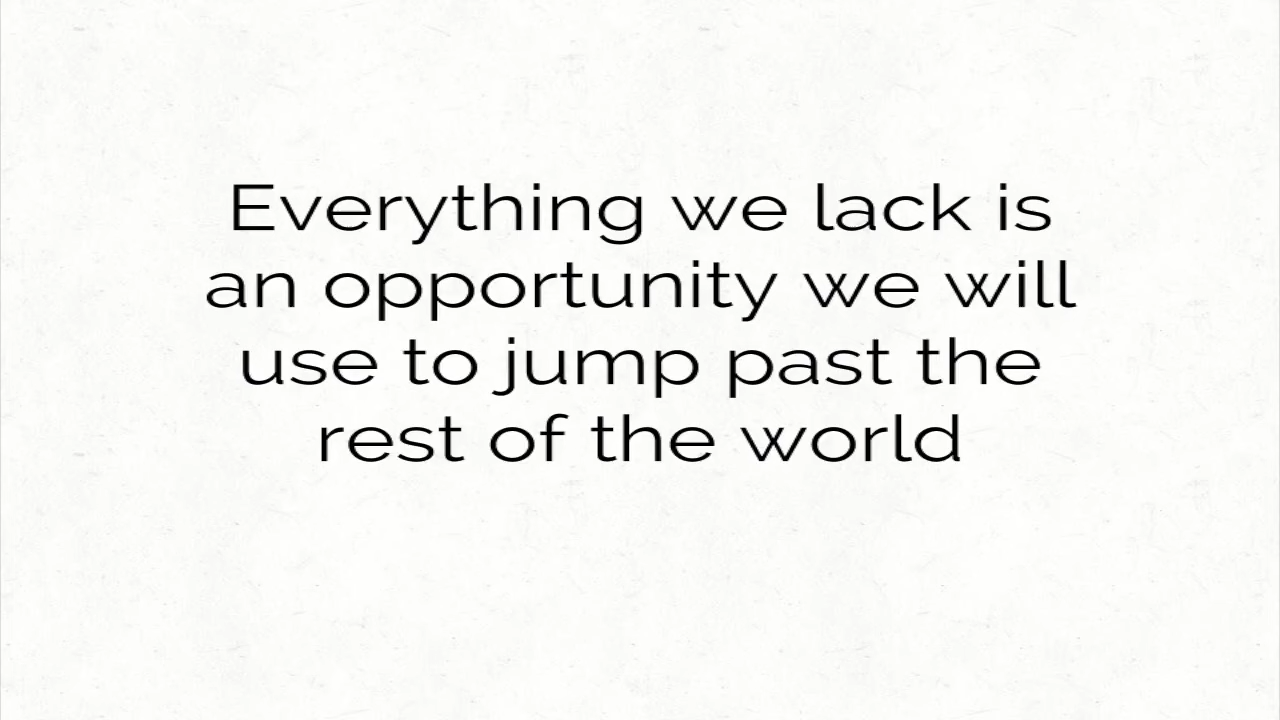 Everything we lack is
an opportunity we will
use to jump past the
rest of the world